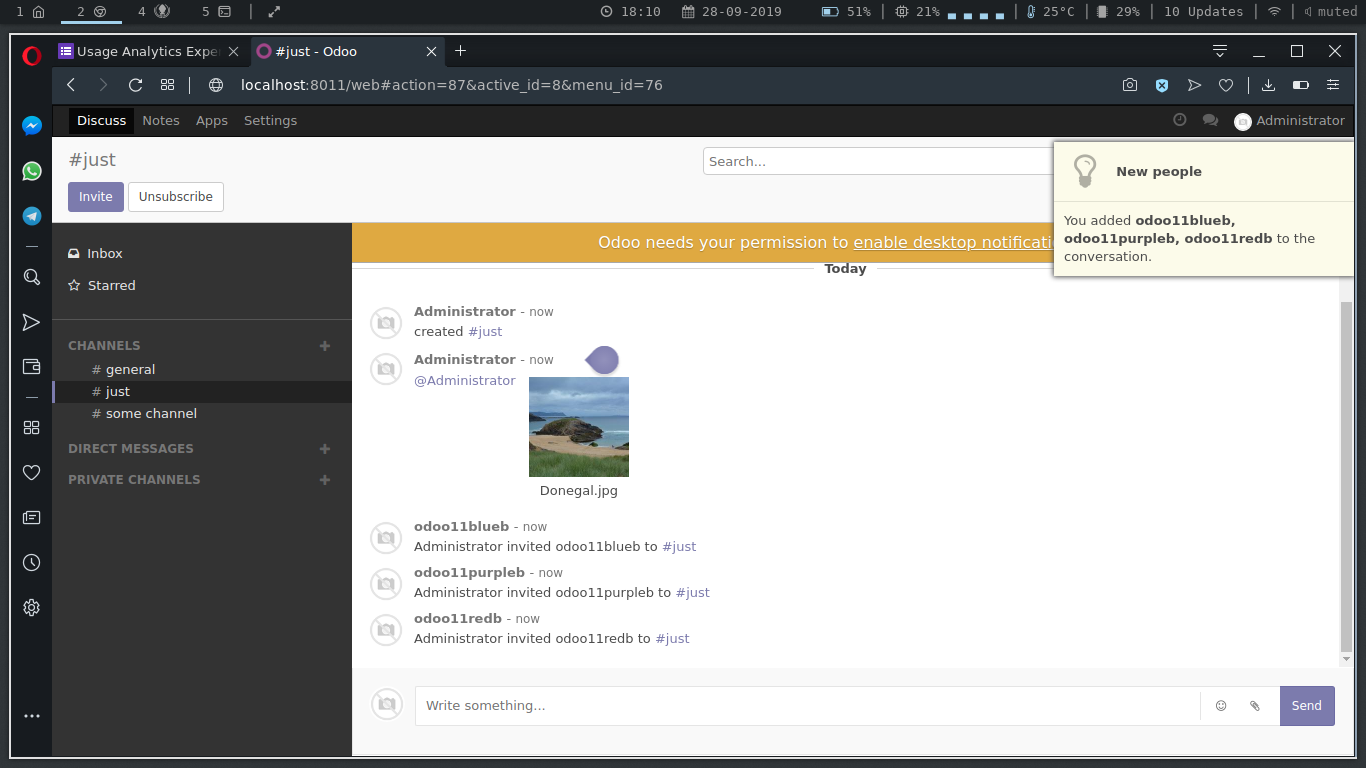 1 2 4 5 18:10 28-09-2019 51% 21% 25°C 29% 10 Updates muted
Usage Analytics Expe
#just - Odoo
localhost:8011/web#action=87&active_id=8&menu_id=76
Discuss Notes Apps Settings Administrator
#just
Search...
Invite Unsubscribe
New people
You added odoo11blueb,
odoo11purpleb, odoo11redb to the
conversation.
Inbox
Starred
CHANNELS +
# general
# just
# some channel
DIRECT MESSAGES +
PRIVATE CHANNELS +
Odoo needs your permission to enable desktop notificati
Today
Administrator - now
created #just
Administrator - now
@Administrator
Donegal.jpg
odoo11blueb - now
Administrator invited odoo11blueb to #just
odoo11purpleb - now
Administrator invited odoo11purpleb to #just
odoo11redb - now
Administrator invited odoo11redb to #just
Write something...
Send